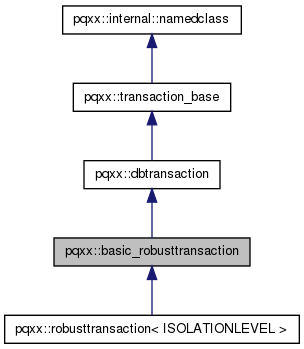 pqxx::internal::namedclass
pqxx::transaction_base
pqxx::dbtransaction
pqxx::basic_robusttransaction
pqxx::robusttransaction< ISOLATIONLEVEL >